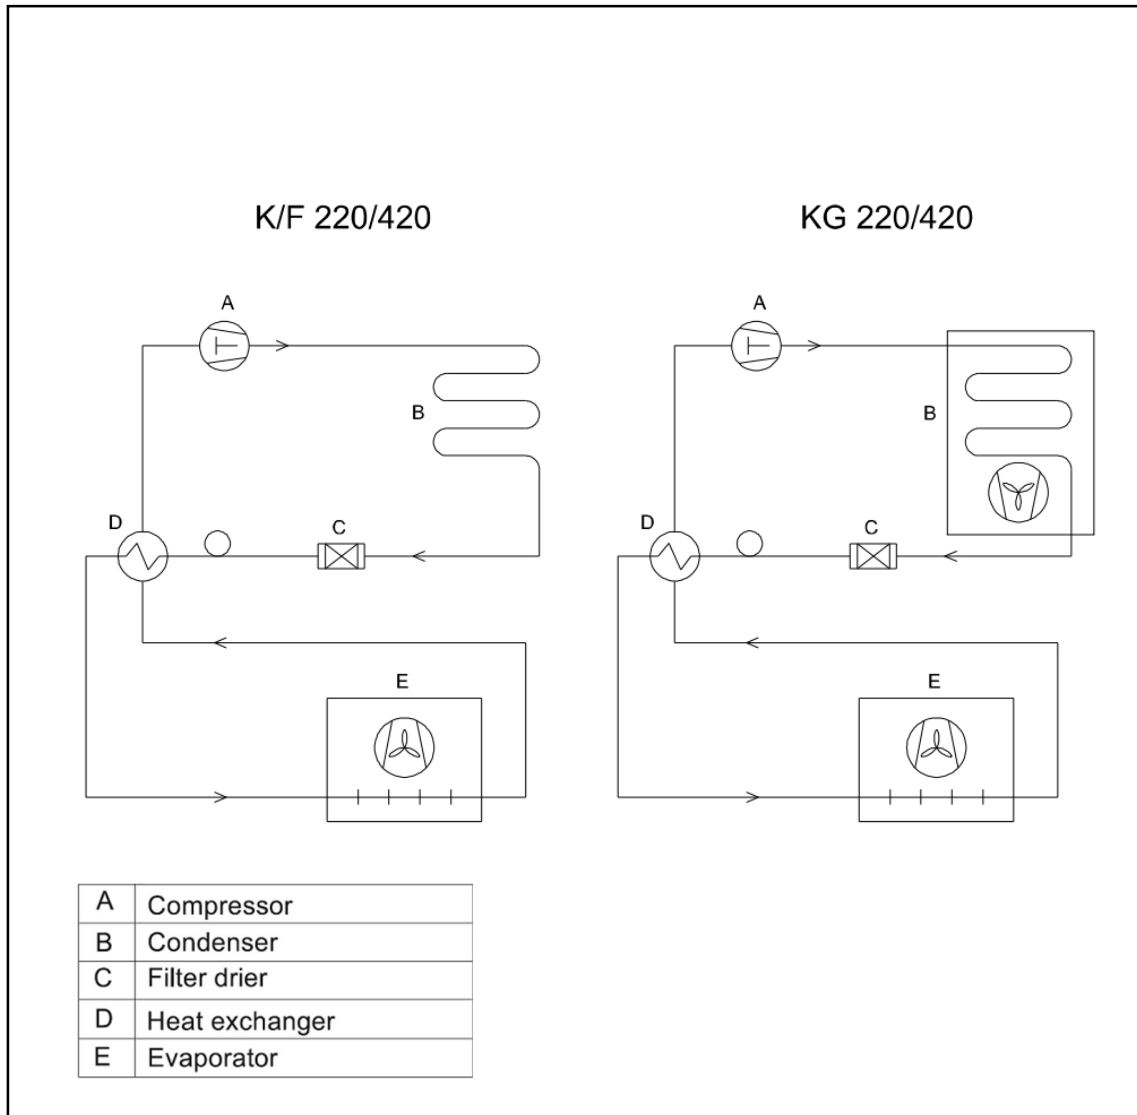 K/F 220/420
KG 220/420
A
B
D
C
E
A
B
D
C
E
A Compressor
B Condenser
C Filter drier
D Heat exchanger
E Evaporator